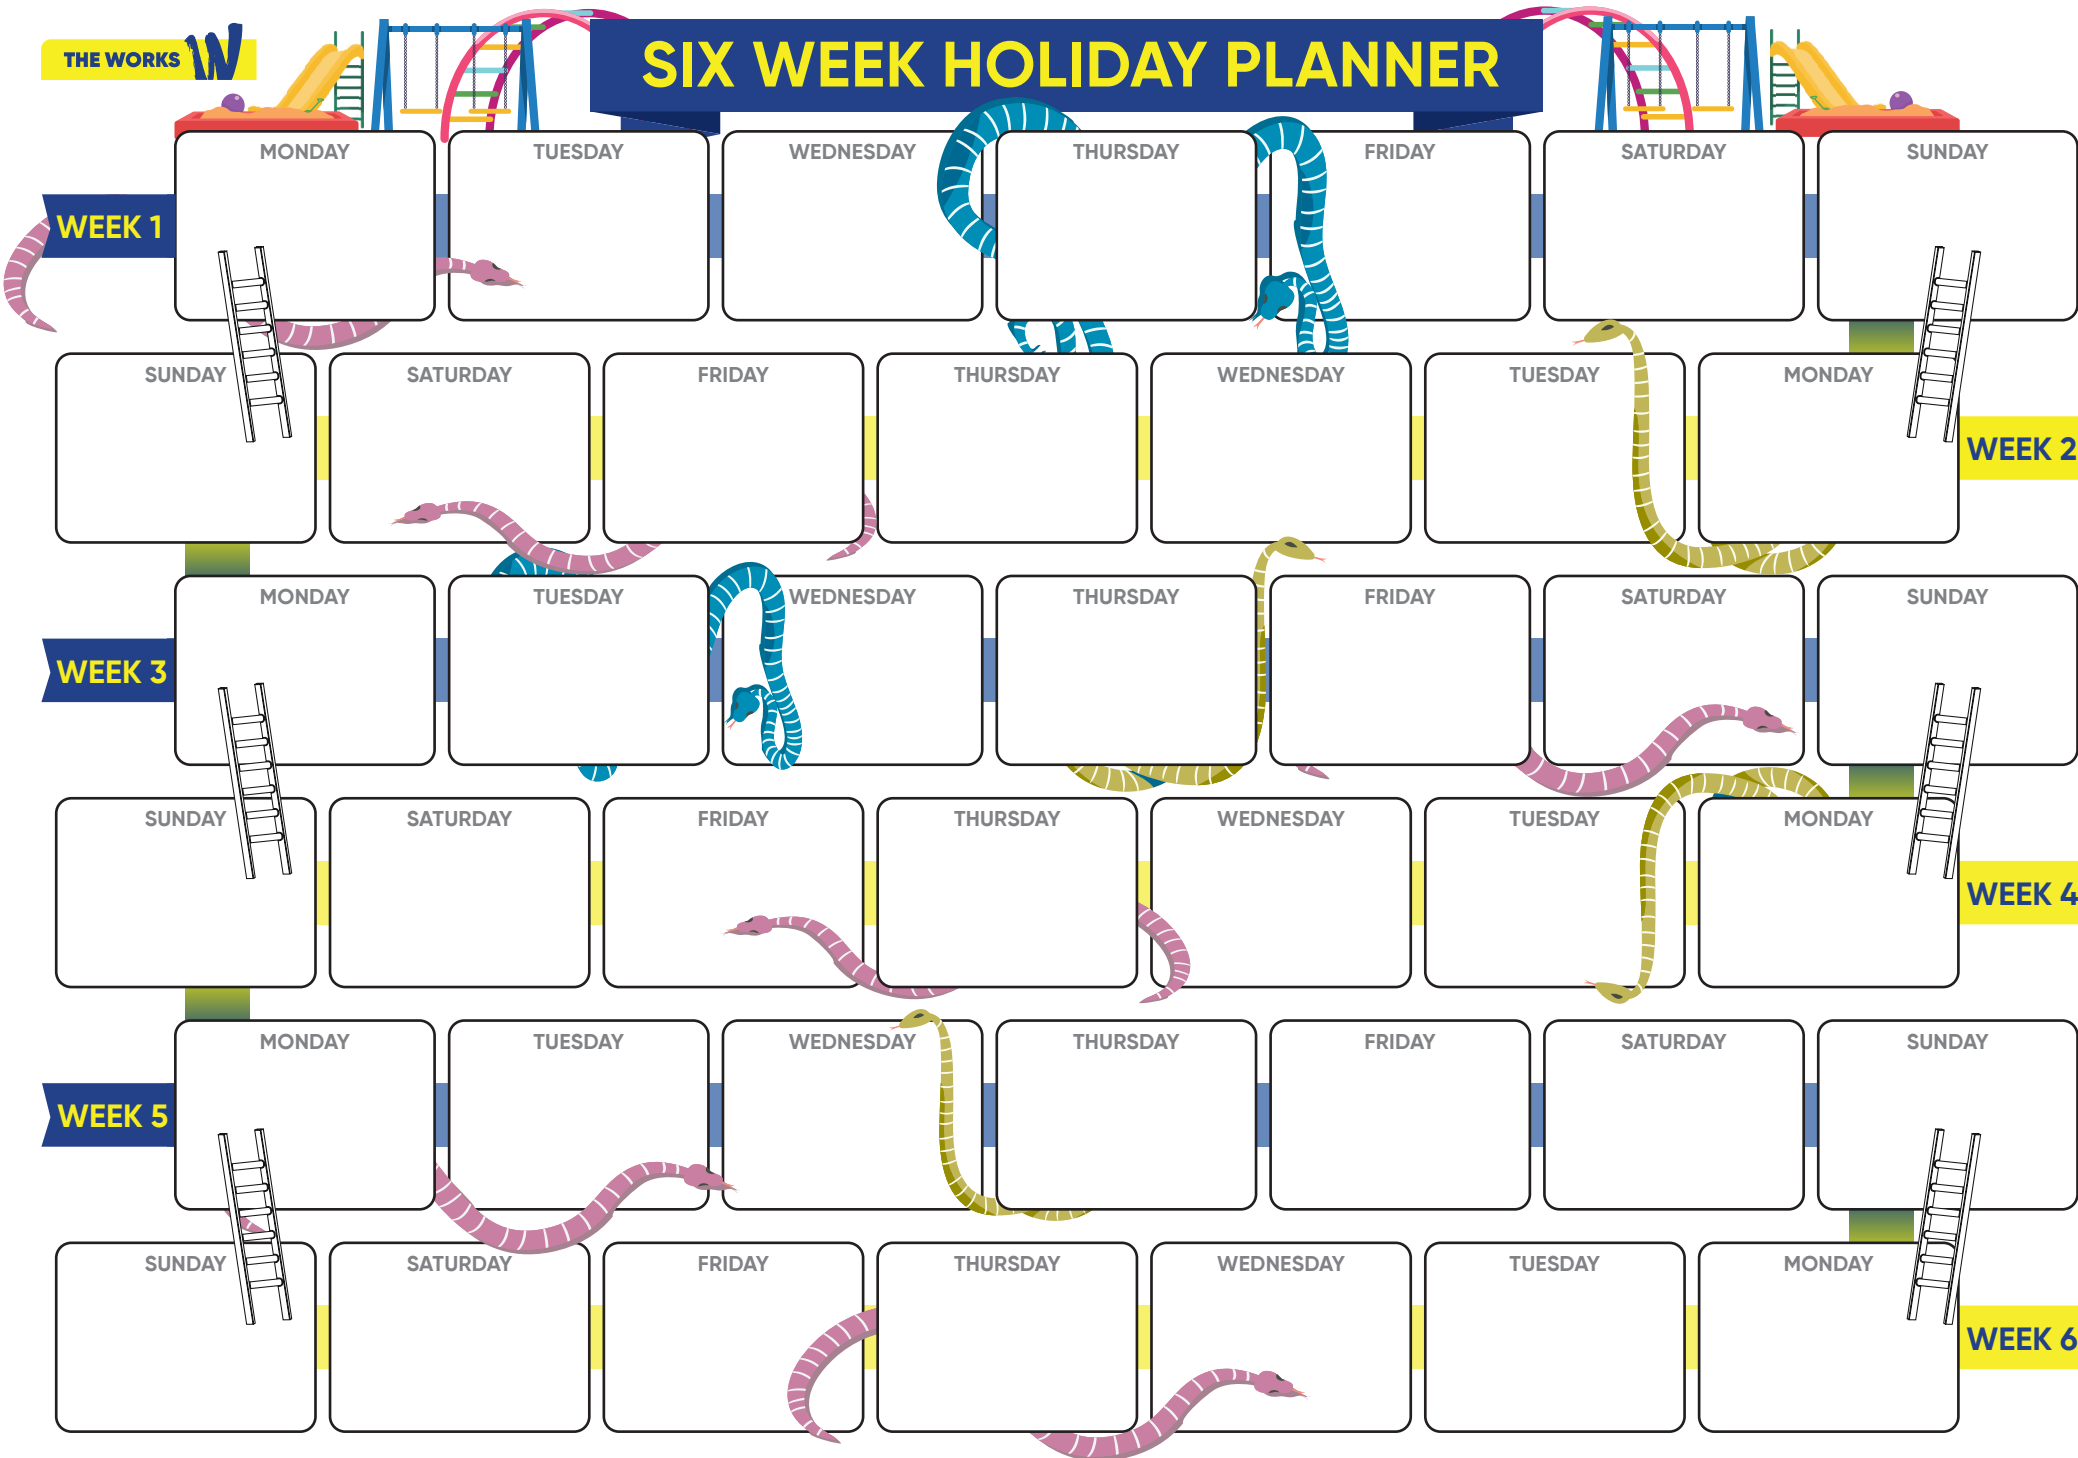 THE WORKS W
SIX WEEK HOLIDAY PLANNER
MONDAY TUESDAY WEDNESDAY THURSDAY FRIDAY SATURDAY SUNDAY
WEEK 1
SUNDAY SATURDAY FRIDAY THURSDAY WEDNESDAY TUESDAY MONDAY
WEEK 2
MONDAY TUESDAY WEDNESDAY THURSDAY FRIDAY SATURDAY SUNDAY
WEEK 3
SUNDAY SATURDAY FRIDAY THURSDAY WEDNESDAY TUESDAY MONDAY
WEEK 4
MONDAY TUESDAY WEDNESDAY THURSDAY FRIDAY SATURDAY SUNDAY
WEEK 5
SUNDAY SATURDAY FRIDAY THURSDAY WEDNESDAY TUESDAY MONDAY
WEEK 6